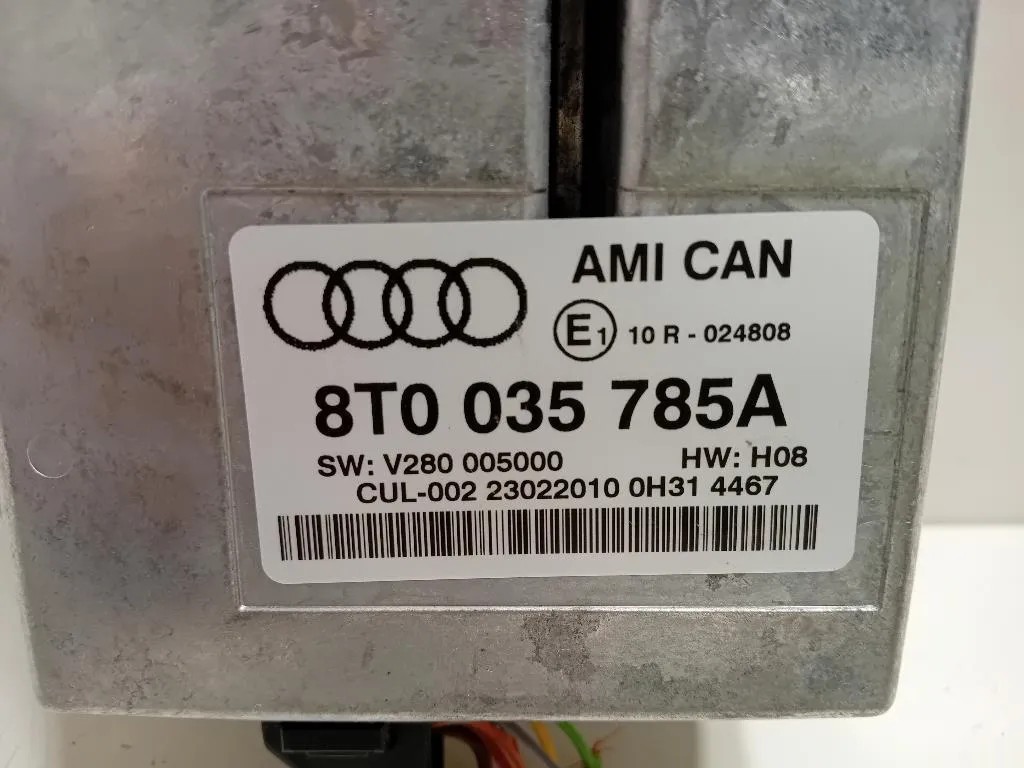 AMI CAN
E1 10 R - 024808
8T0 035 785A
SW: V280 005000 HW: H08
CUL-002 23022010 0H31 4467